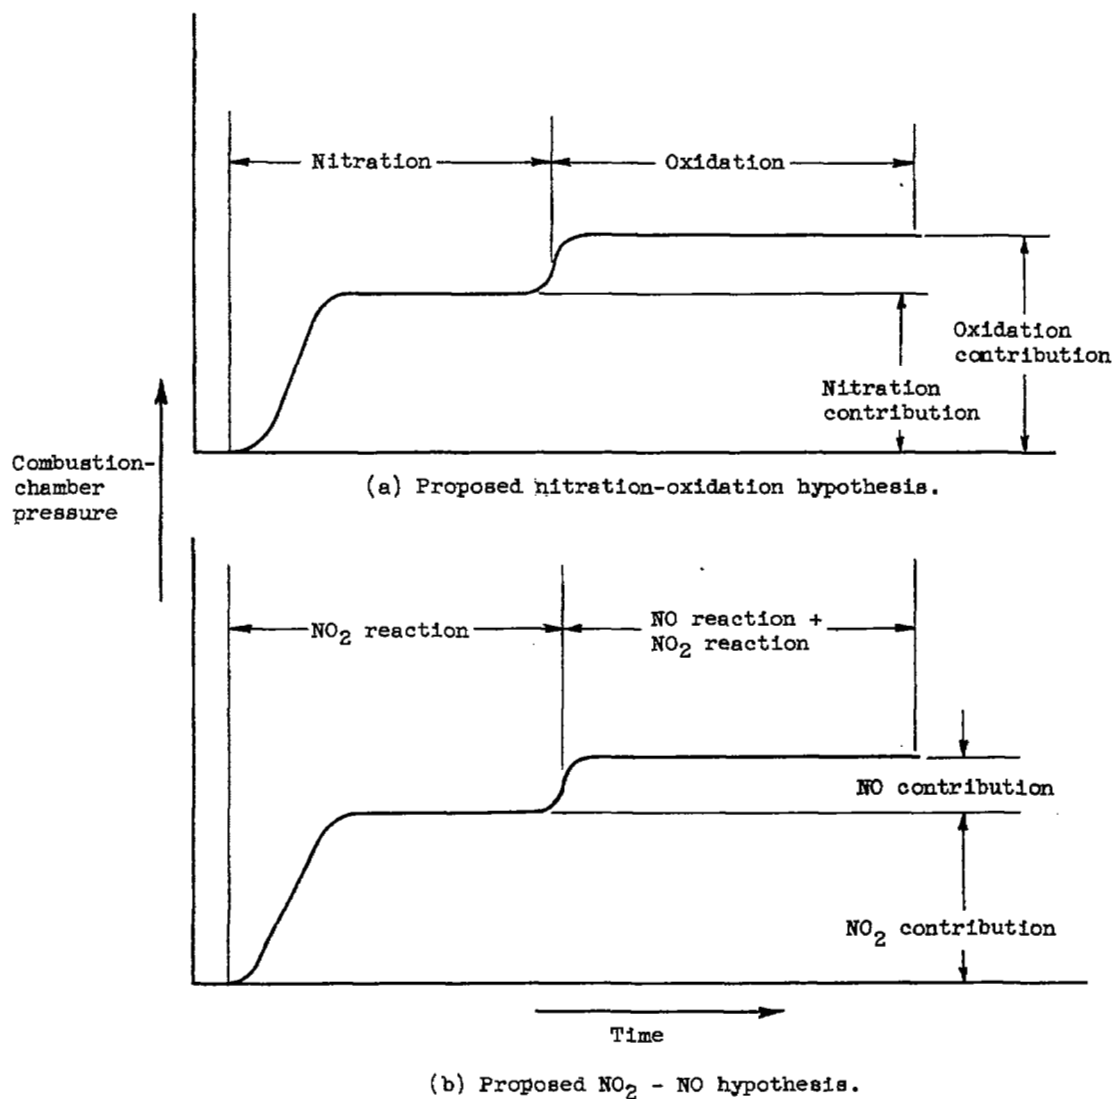 Nitration
Oxidation
Oxidation
contribution
Nitration
contribution
Combustion-
chamber
pressure
(a) Proposed nitration-oxidation hypothesis.
NO2 reaction
NO reaction +
NO2 reaction
NO contribution
NO2 contribution
Time
(b) Proposed NO2 - NO hypothesis.